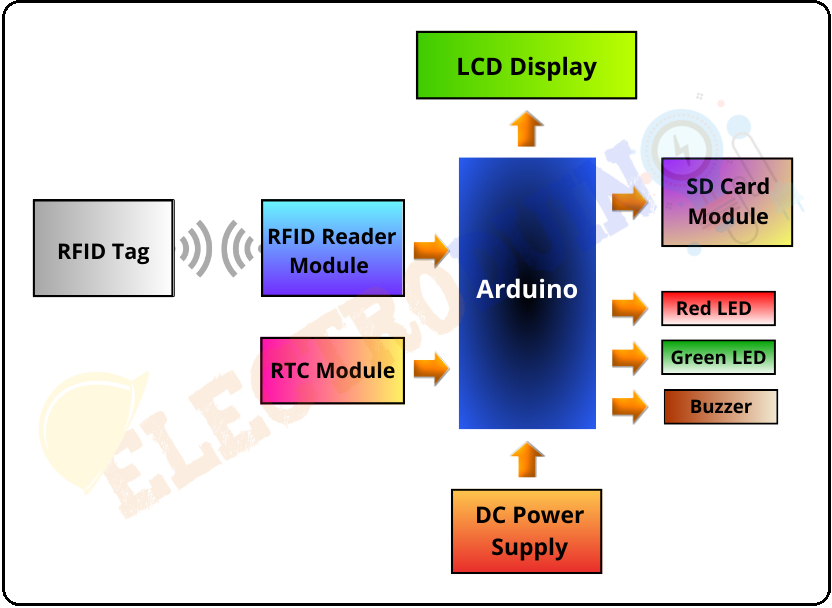 LCD Display
RFID Tag
RFID Reader
Module
RTC Module
Arduino
SD Card
Module
Red LED
Green LED
Buzzer
DC Power
Supply
ELECTRODUINO